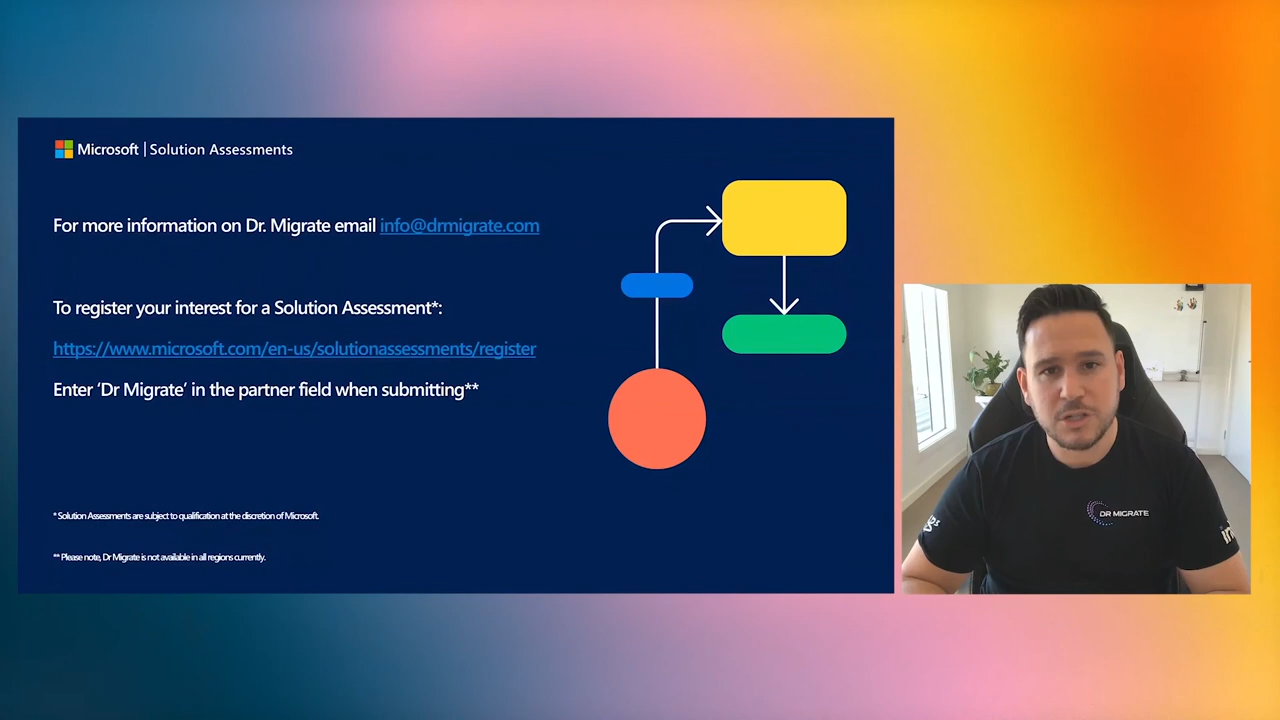 Microsoft | Solution Assessments
For more information on Dr. Migrate email info@drmigrate.com
To register your interest for a Solution Assessment*:
https://www.microsoft.com/en-us/solutionassessments/register
Enter ‘Dr Migrate’ in the partner field when submitting**
* Solution Assessments are subject to qualification at the discretion of Microsoft.
** Please note, Dr Migrate is not available in all regions currently.
DR MIGRATE